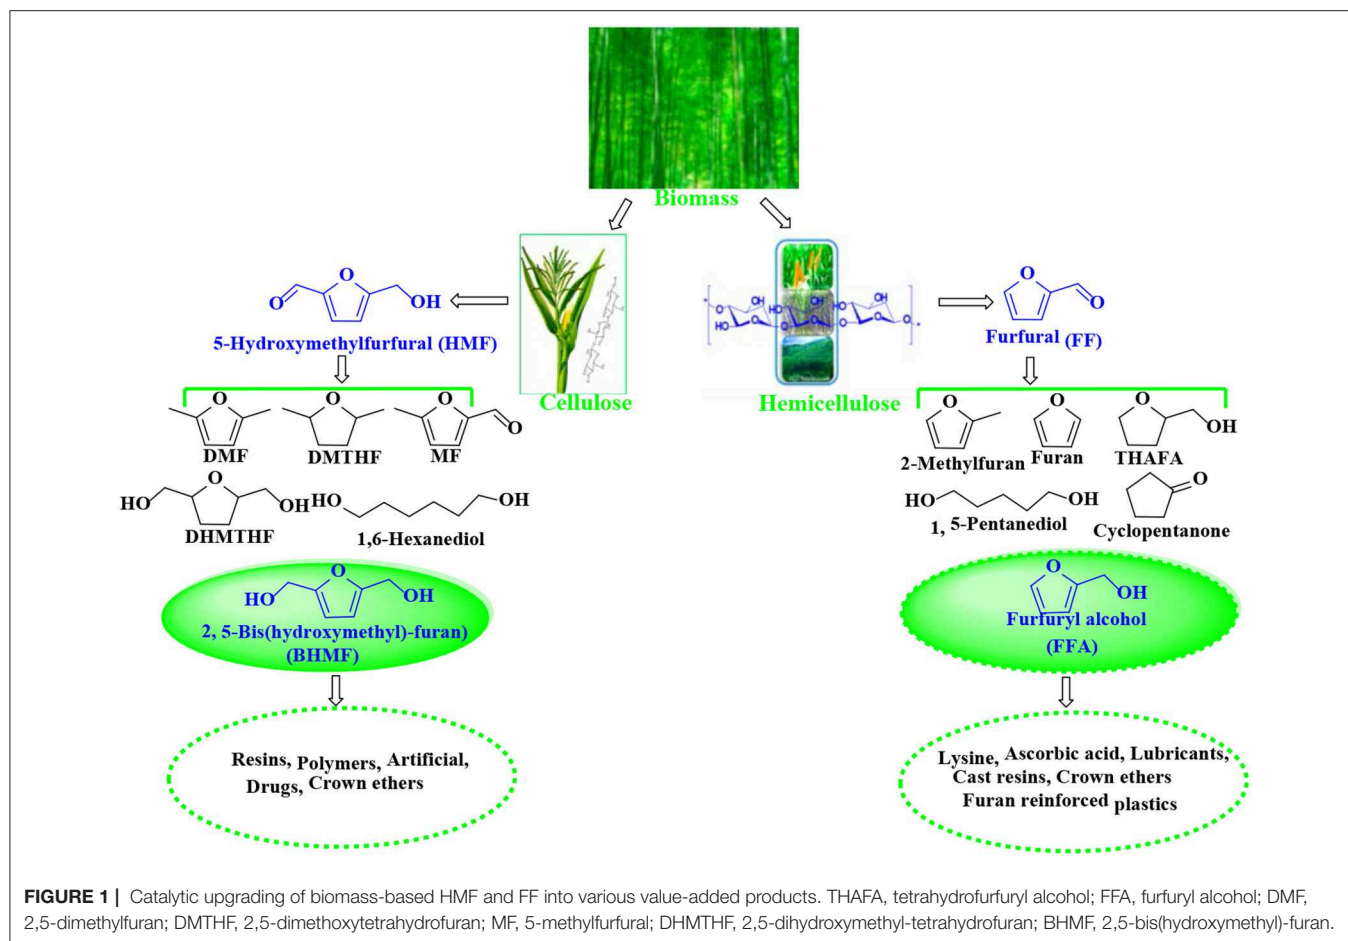 Biomass
Cellulose
Hemicellulose
O
O
OH
5-Hydroxymethylfurfural (HMF)
O
DMF
O
DMTHF
O
O
MF
HO
O
OH
DHMTHF
HO
OH
1,6-Hexanediol
O
HO
OH
2, 5-Bis(hydroxymethyl)-furan)
(BHMF)
Resins, Polymers, Artificial,
Drugs, Crown ethers
O
O
Furfural (FF)
O
2-Methylfuran
O
Furan
O
OH
THAFA
HO
OH
1, 5-Pentanediol
O
Cyclopentanone
O
OH
Furfuryl alcohol
(FFA)
Lysine, Ascorbic acid, Lubricants,
Cast resins, Crown ethers
Furan reinforced plastics
FIGURE 1 | Catalytic upgrading of biomass-based HMF and FF into various value-added products. THAFA, tetrahydrofurfuryl alcohol; FFA, furfuryl alcohol; DMF,
2,5-dimethylfuran; DMTHF, 2,5-dimethoxytetrahydrofuran; MF, 5-methylfurfural; DHMTHF, 2,5-dihydroxymethyl-tetrahydrofuran; BHMF, 2,5-bis(hydroxymethyl)-furan.